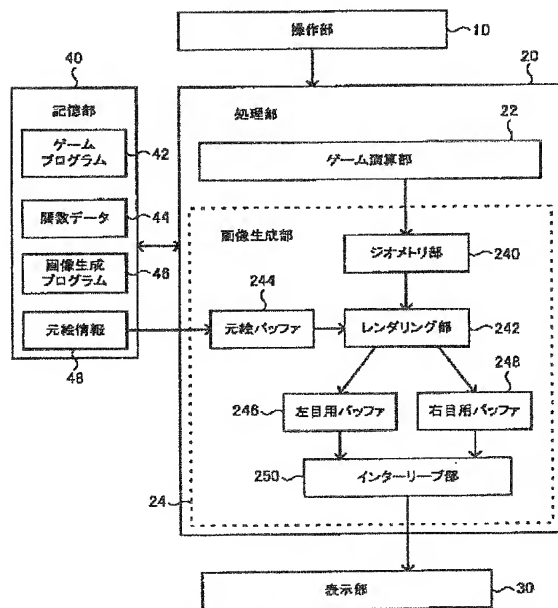 操作部
10
40
20
記憶部
処理部
22
ゲーム
プログラム
42
ゲーム演算部
関数データ
44
画像生成部
画像生成
プログラム
46
ジオメトリ部
240
244
元絵情報
元絵バッファ
レンダリング部
242
48
248
246
左目用バッファ
右目用バッファ
250
インターリーブ部
24
表示部
30